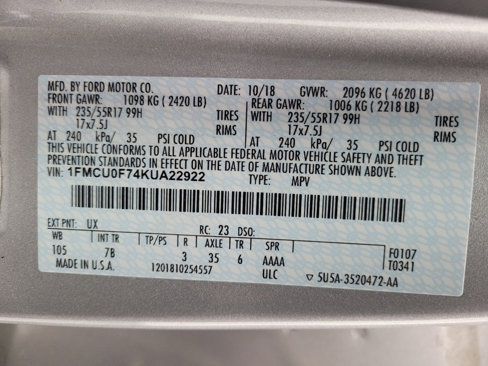 MFD. BY FORD MOTOR CO. DATE: 10/18 GVWR: 2096 KG ( 4620 LB)
FRONT GAWR: 1098 KG ( 2420 LB) REAR GAWR: 1006 KG ( 2218 LB)
WITH 235/55R17 99H TIRES WITH 235/55R17 99H TIRES
17x7.5J RIMS 17x7.5J RIMS
AT 240 kPa/ 35 PSI COLD AT 240 kPa/ 35 PSI COLD
THIS VEHICLE CONFORMS TO ALL APPLICABLE FEDERAL MOTOR VEHICLE SAFETY AND THEFT
PREVENTION STANDARDS IN EFFECT ON THE DATE OF MANUFACTURE SHOWN ABOVE.
VIN: 1FMCU0F74KUA22922 TYPE: MPV
EXT PNT: UX RC: 23 DSO:
WB INT TR TP/PS R AXLE TR SPR
105 7B 3 35 6 AAAA F0107
ULC T0341
MADE IN U.S.A. 1201810254557 ▽ 5U5A-3520472-AA